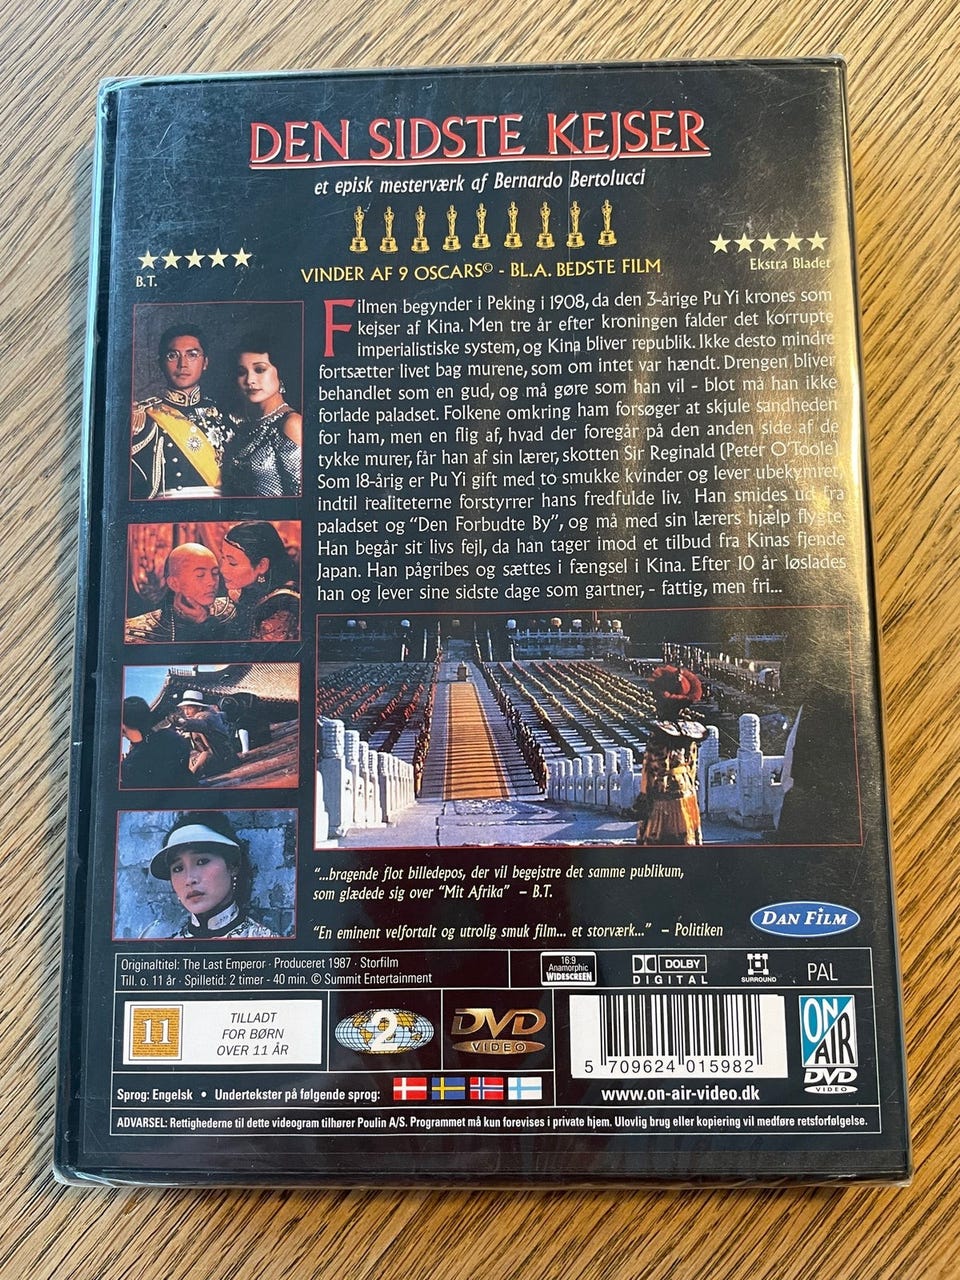 DEN SIDSTE KEJSER
et episk mesterværk af Bernardo Bertolucci
B.T.
Ekstra Bladet
VINDER AF 9 OSCARS© - BL.A. BEDSTE FILM
Filmen begynder i Peking i 1908, da den 3-årige Pu Yi krones som
kejser af Kina. Men tre år efter kroningen falder det korrupte
imperialistiske system, og Kina bliver republik. Ikke desto mindre
fortsætter livet bag murene, som om intet var hændt. Drengen bliver
behandlet som en gud, og må gøre som han vil - blot må han ikke
forlade paladset. Folkene omkring ham forsøger at skjule sandheden
for ham, men en flig af, hvad der foregår på den anden side af de
tykke murer, får han af sin lærer, skotten Sir Reginald (Peter O'Toole)
Som 18-årig er Pu Yi gift med to smukke kvinder og lever ubekymret,
indtil realiteterne forstyrrer hans fredfulde liv. Han smides ud fra
paladset og “Den Forbudte By”, og må med sin lærers hjælp flygte.
Han begår sit livs fejl, da han tager imod et tilbud fra Kinas fjende
Japan. Han pågribes og sættes i fængsel i Kina. Efter 10 år løslades
han og lever sine sidste dage som gartner, - fattig, men fri...
“...bragende flot billedepos, der vil begejstre det samme publikum,
som glædede sig over “Mit Afrika” – B.T.
“En eminent velfortalt og utrolig smuk film... et storværk...” – Politiken
DAN FILM
Originaltitel: The Last Emperor · Produceret 1987 · Storfilm
Till. o. 11 år · Spilletid: 2 timer - 40 min. © Summit Entertainment
16:9
Anamorphic
WIDESCREEN
DOLBY
DIGITAL
SURROUND
PAL
11
TILLADT
FOR BØRN
OVER 11 ÅR
2
DVD
VIDEO
5 709624 015982
ON
AIR
DVD
VIDEO
Sprog: Engelsk • Undertekster på følgende sprog:
www.on-air-video.dk
ADVARSEL: Rettighederne til dette videogram tilhører Poulin A/S. Programmet må kun forevises i private hjem. Ulovlig brug eller kopiering vil medføre retsforfølgelse.